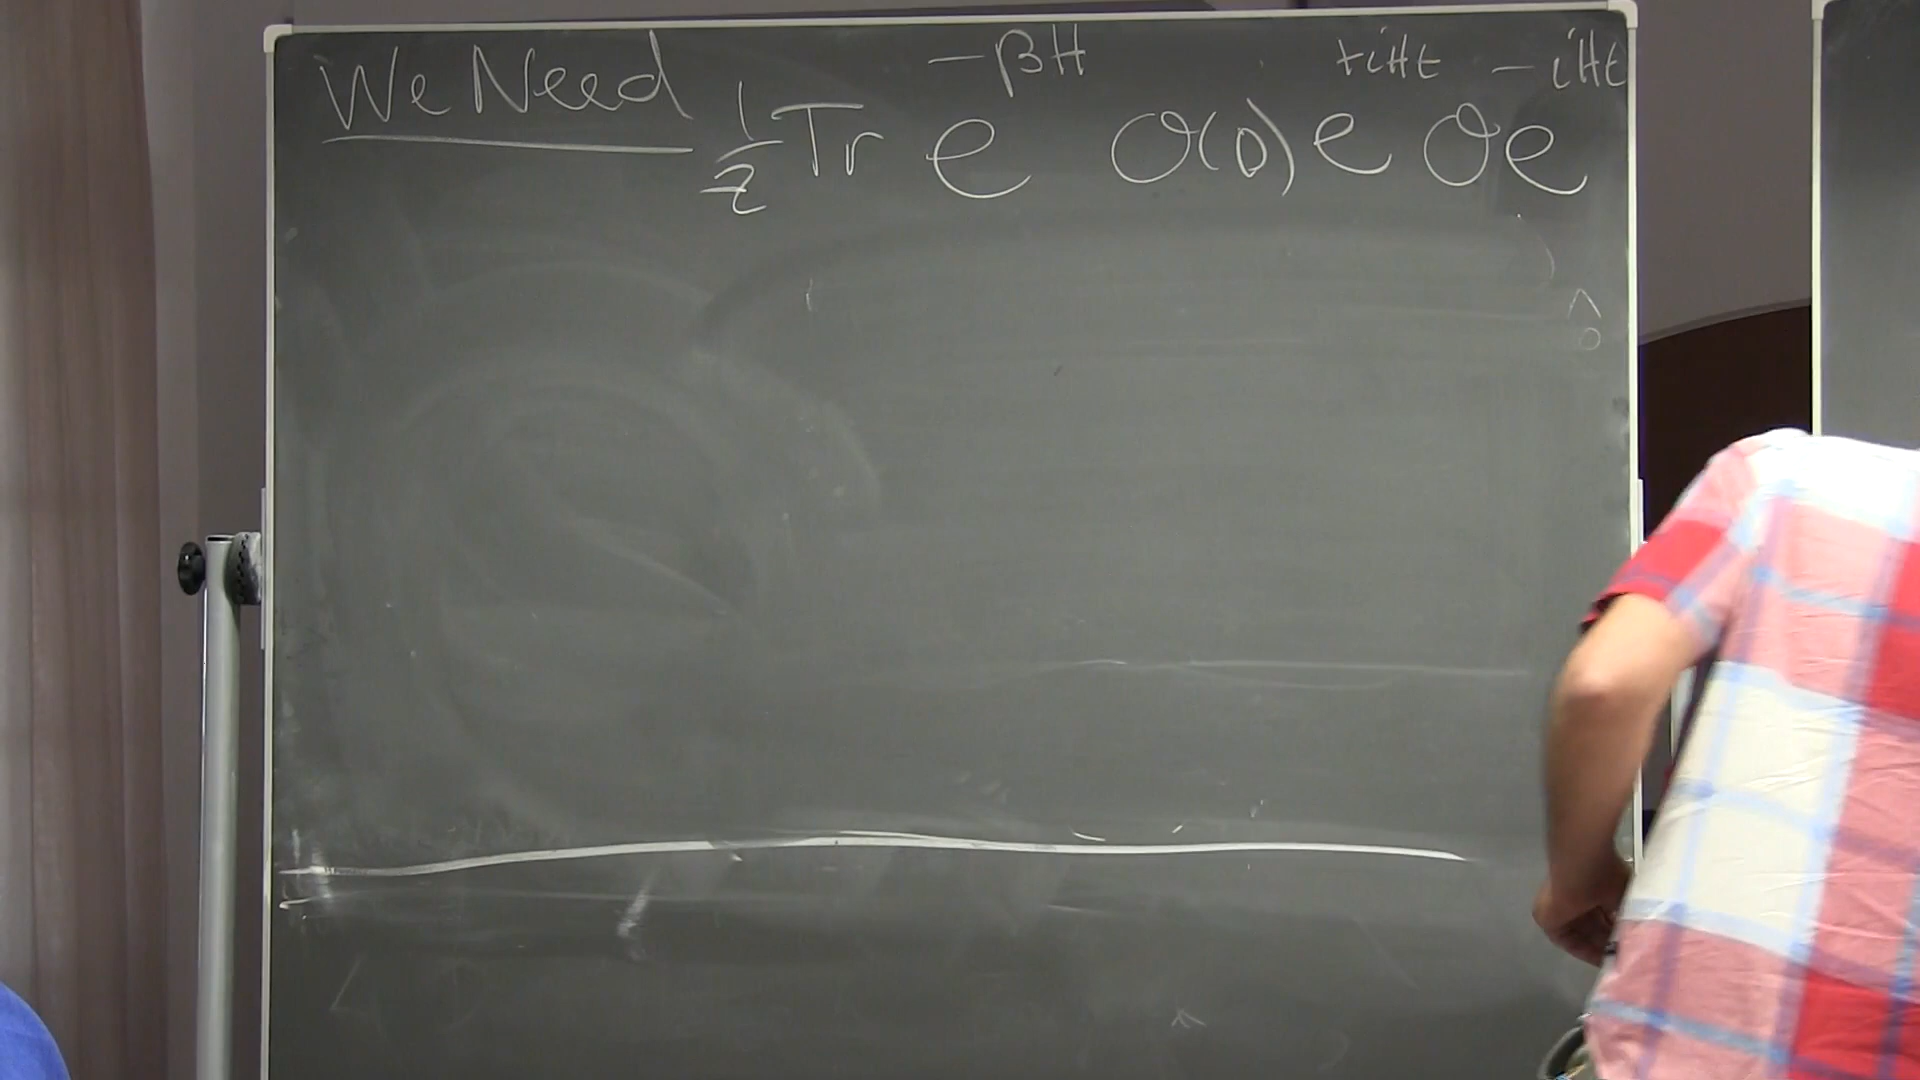 We Need 1/2 Tr e^{-βH} O(0) e^{+iHt} O e^{-iHt}
^
o